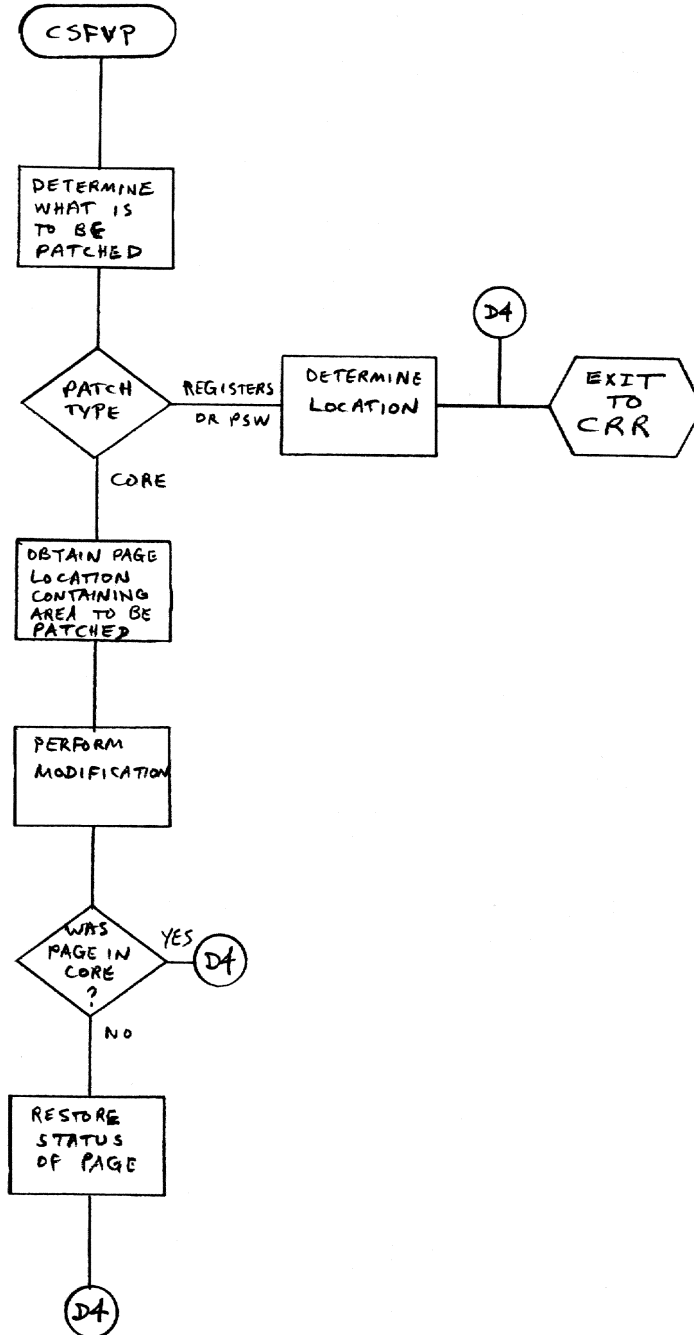 CSFVP
DETERMINE
WHAT IS
TO BE
PATCHED
PATCH
TYPE
REGISTERS
OR PSW
DETERMINE
LOCATION
D4
EXIT
TO
CRR
CORE
OBTAIN PAGE
LOCATION
CONTAINING
AREA TO BE
PATCHED
PERFORM
MODIFICATION
WAS
PAGE IN
CORE
?
YES
D4
NO
RESTORE
STATUS
OF PAGE
D4